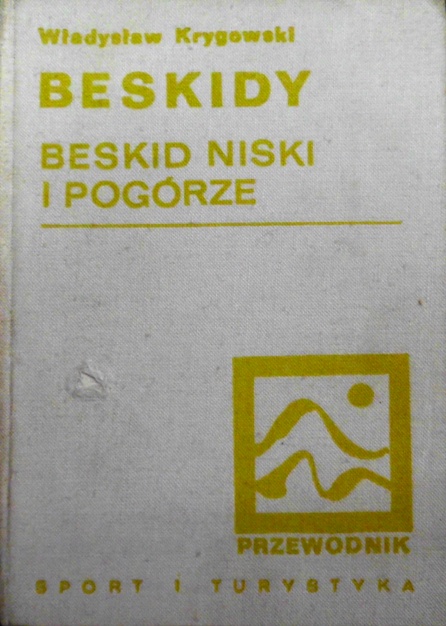 Władysław Krygowski
BESKIDY
BESKID NISKI
I POGÓRZE
PRZEWODNIK
SPORT I TURYSTYKA